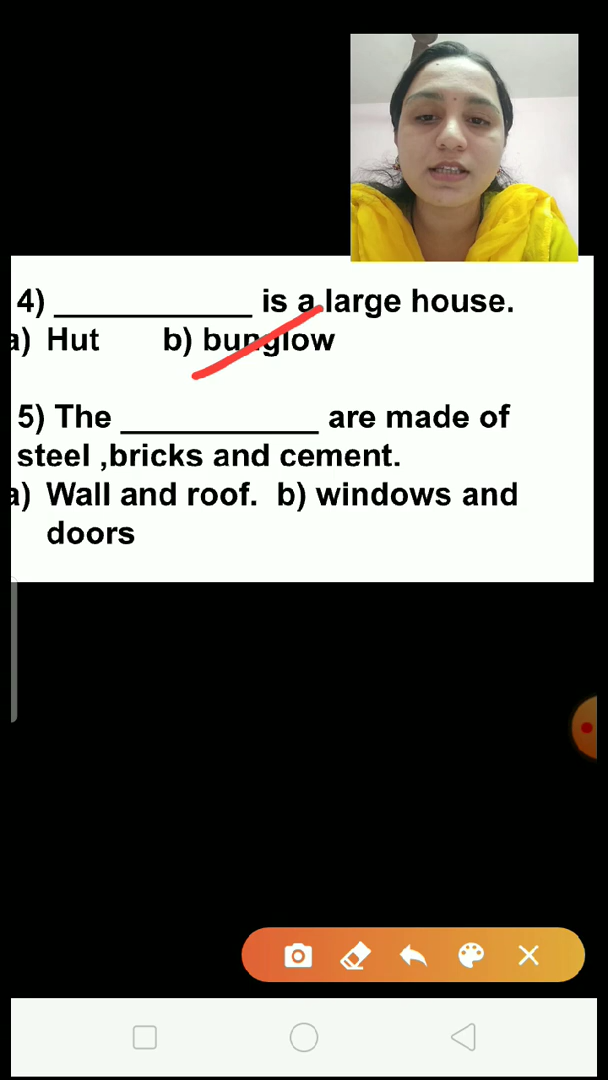 4) ___________ is a large house.
a) Hut b) bunglow
5) The ___________ are made of
steel ,bricks and cement.
a) Wall and roof. b) windows and
doors